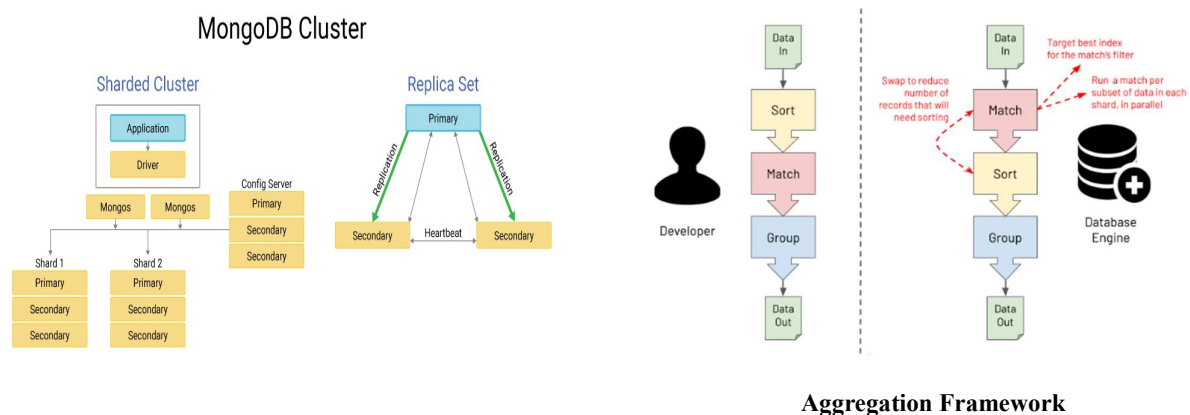 MongoDB Cluster
Sharded Cluster
Application
Driver
Mongos
Mongos
Config Server
Primary
Secondary
Secondary
Shard 1
Primary
Secondary
Secondary
Shard 2
Primary
Secondary
Secondary
Replica Set
Primary
Replication
Replication
Secondary
Heartbeat
Secondary
Developer
Data
In
Sort
Match
Group
Data
Out
Swap to reduce
number of
records that will
need sorting
Data
In
Match
Sort
Group
Data
Out
Target best index
for the match's filter
Run a match per
subset of data in each
shard, in parallel
Database
Engine
Aggregation Framework